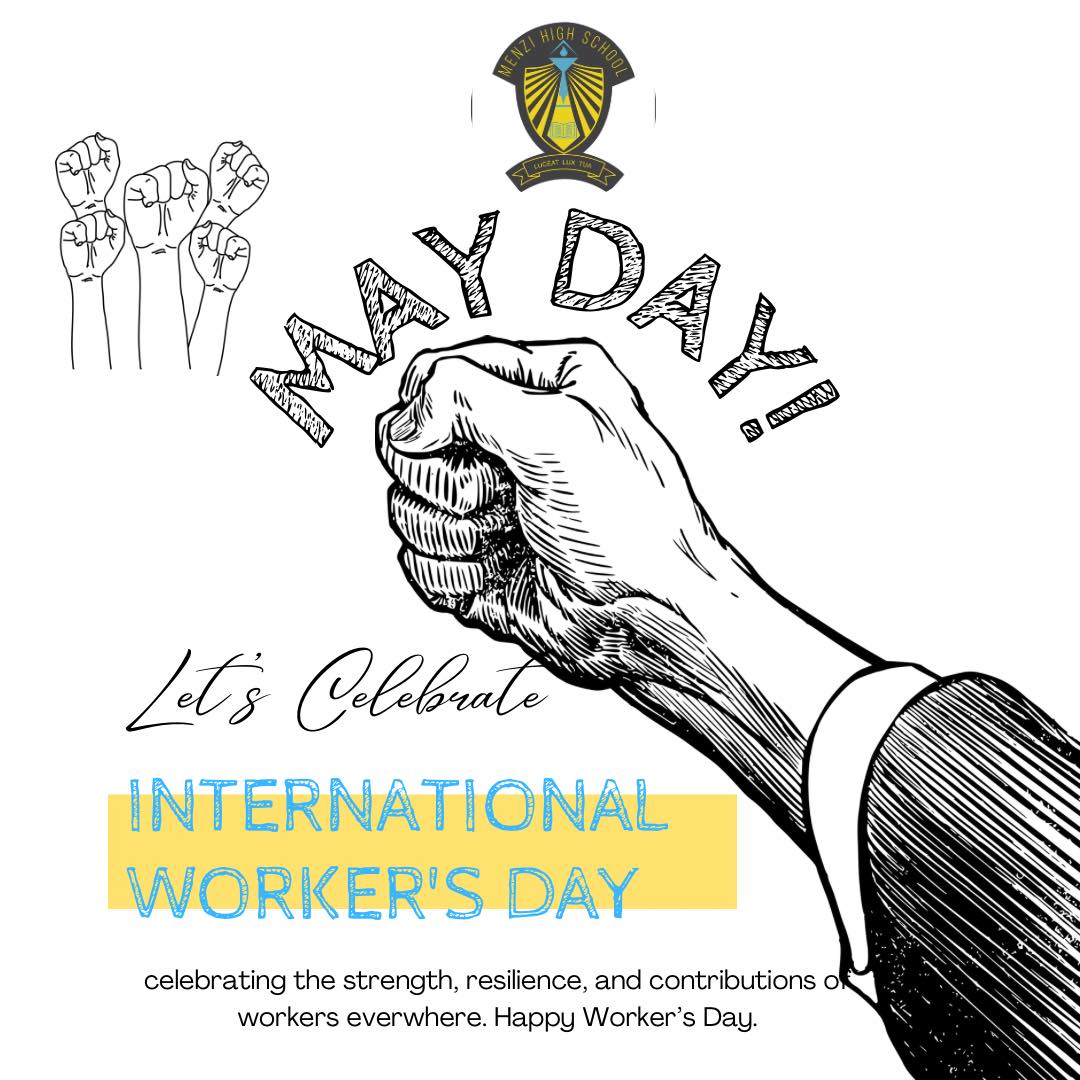 MENZI HIGH SCHOOL
LUCEAT LUX TUA
MAY DAY!
Let's Celebrate
INTERNATIONAL
WORKER'S DAY
celebrating the strength, resilience, and contributions of
workers everwhere. Happy Worker’s Day.